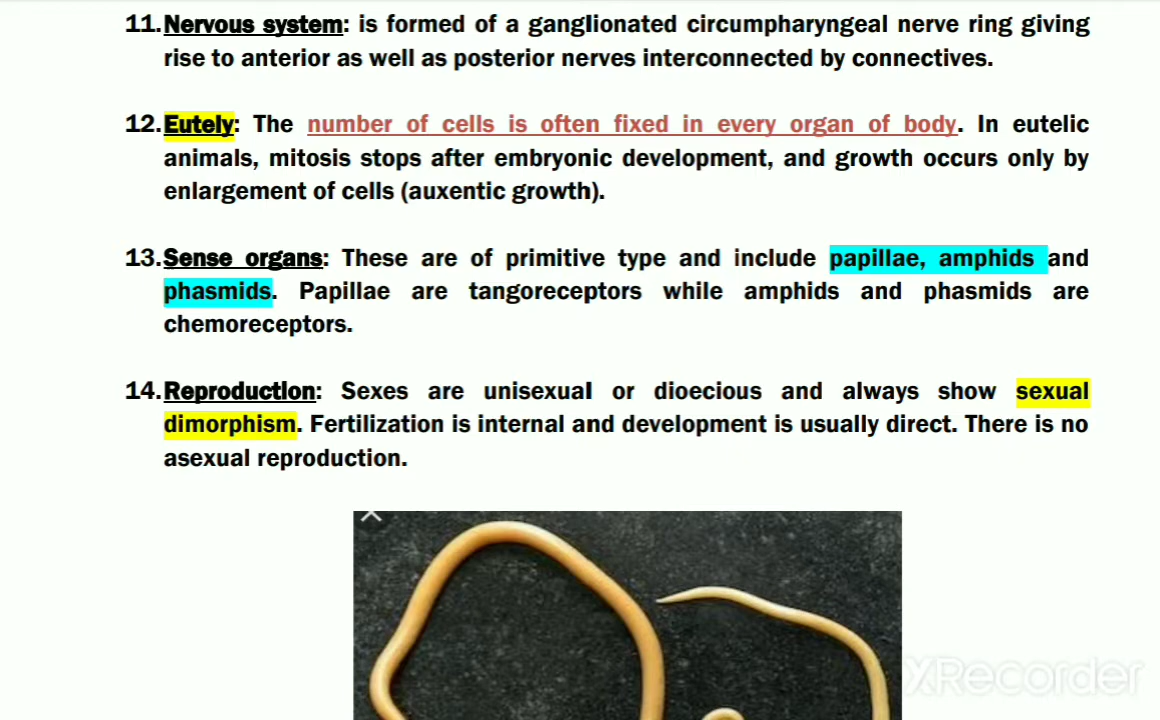 11. Nervous system: is formed of a ganglionated circumpharyngeal nerve ring giving
rise to anterior as well as posterior nerves interconnected by connectives.
12. Eutely: The number of cells is often fixed in every organ of body. In eutelic
animals, mitosis stops after embryonic development, and growth occurs only by
enlargement of cells (auxentic growth).
13. Sense organs: These are of primitive type and include papillae, amphids and
phasmids. Papillae are tangoreceptors while amphids and phasmids are
chemoreceptors.
14. Reproduction: Sexes are unisexual or dioecious and always show sexual
dimorphism. Fertilization is internal and development is usually direct. There is no
asexual reproduction.
XRecorder